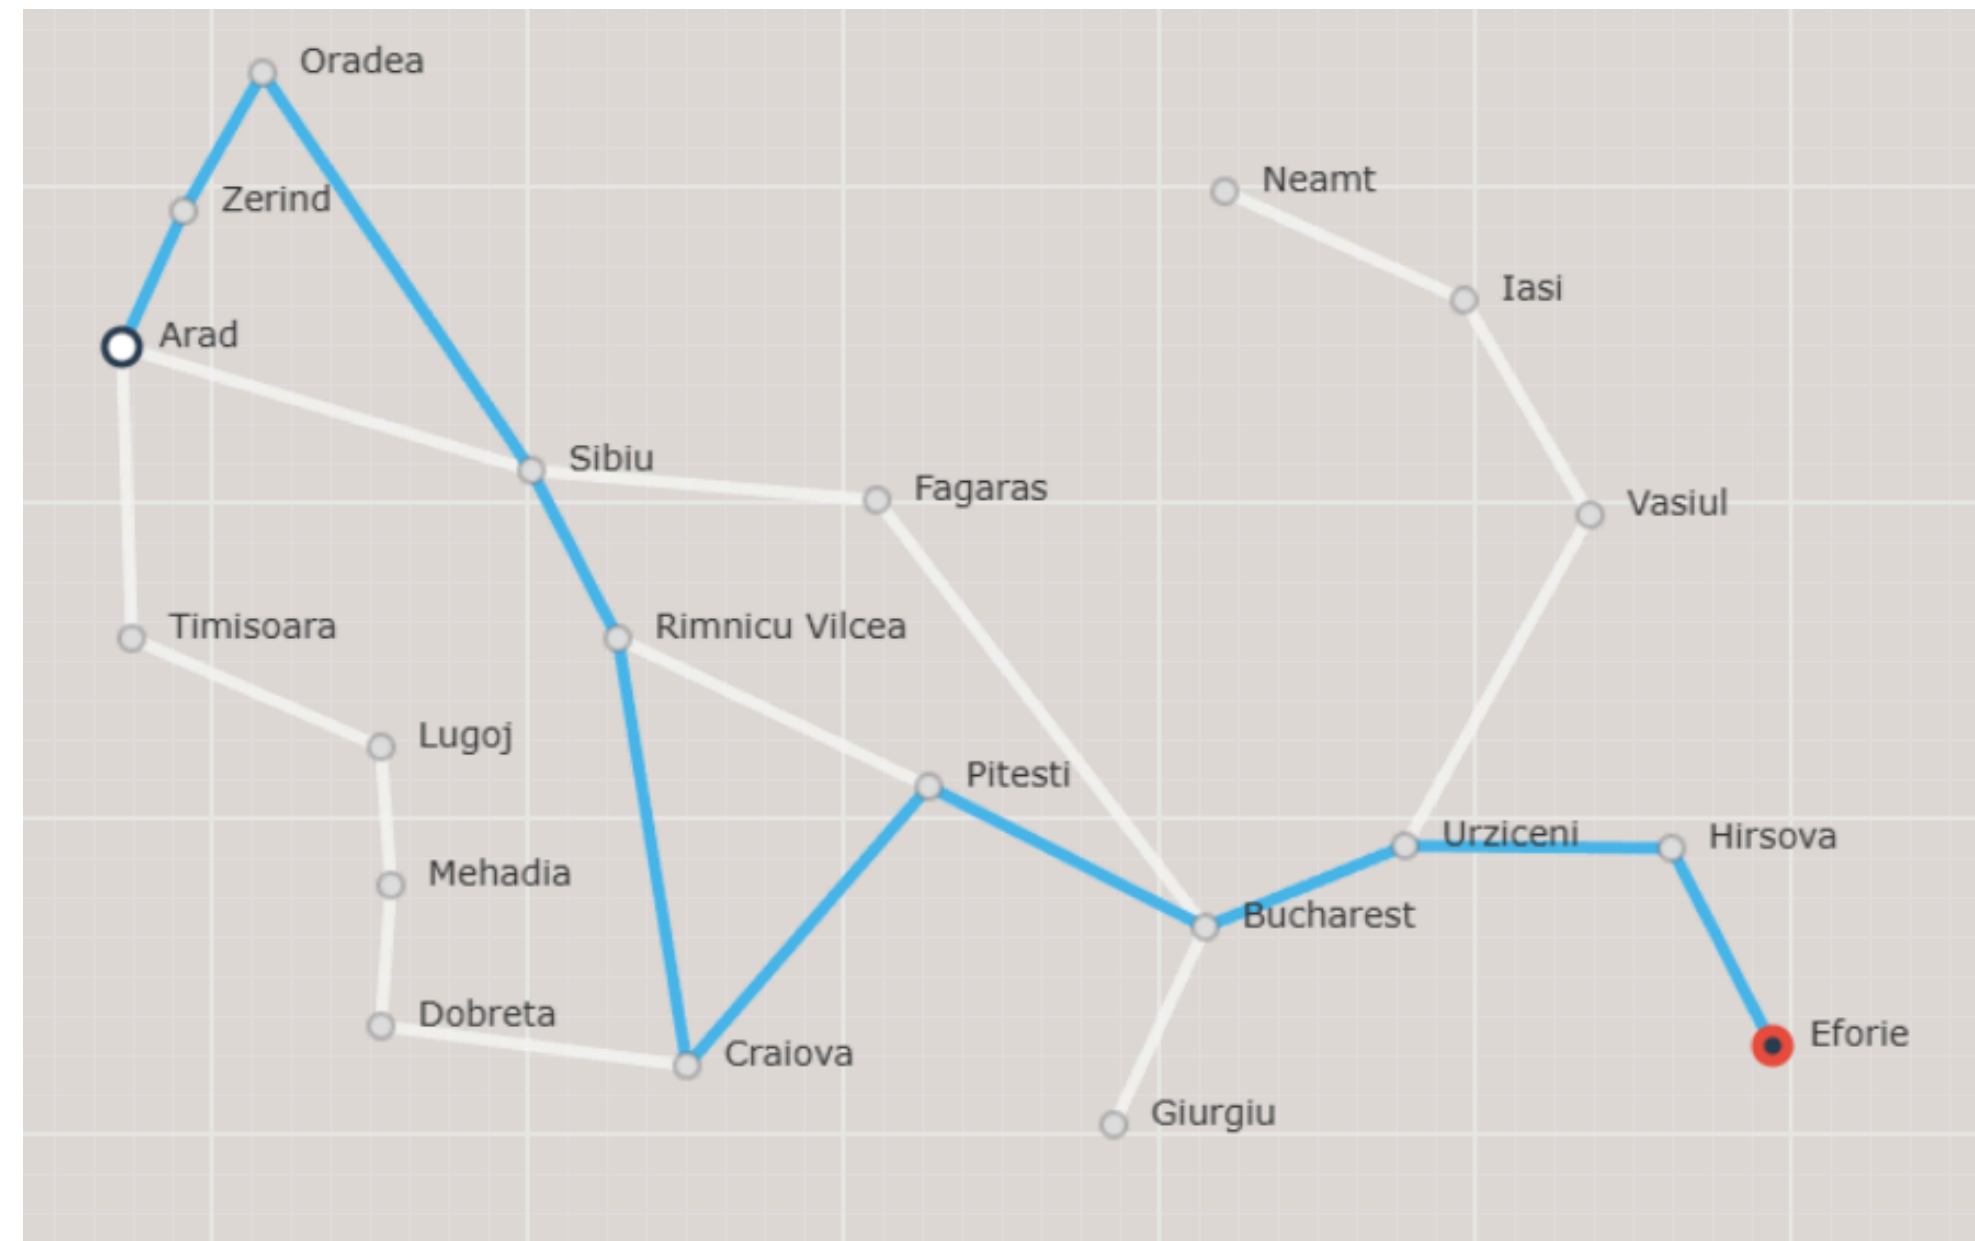 Oradea
Neamt
Zerind
Iasi
Arad
Sibiu
Fagaras
Vasiul
Timisoara
Rimnicu Vilcea
Lugoj
Pitesti
Urziceni
Hirsova
Mehadia
Bucharest
Dobreta
Eforie
Craiova
Giurgiu